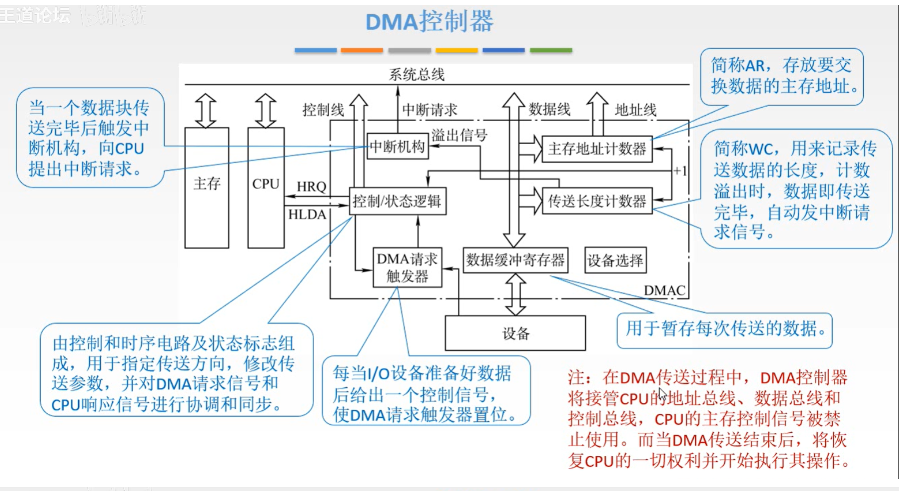 王道论坛
DMA控制器
系统总线
控制线
中断请求
数据线
地址线
简称AR，存放要交
换数据的主存地址。
当一个数据块传
送完毕后触发中
断机构，向CPU
提出中断请求。
中断机构
溢出信号
主存地址计数器
+1
简称WC，用来记录传
送数据的长度，计数
溢出时，数据即传送
完毕，自动发中断请
求信号。
主存
CPU
HRQ
HLDA
控制/状态逻辑
传送长度计数器
DMA请求
触发器
数据缓冲寄存器
设备选择
DMAC
设备
由控制和时序电路及状态标志组
成，用于指定传送方向，修改传
送参数，并对DMA请求信号和
CPU响应信号进行协调和同步。
每当I/O设备准备好数据
后给出一个控制信号，
使DMA请求触发器置位。
用于暂存每次传送的数据。
注：在DMA传送过程中，DMA控制器
将接管CPU的地址总线、数据总线和
控制总线，CPU的主存控制信号被禁
止使用。而当DMA传送结束后，将恢
复CPU的一切权利并开始执行其操作。